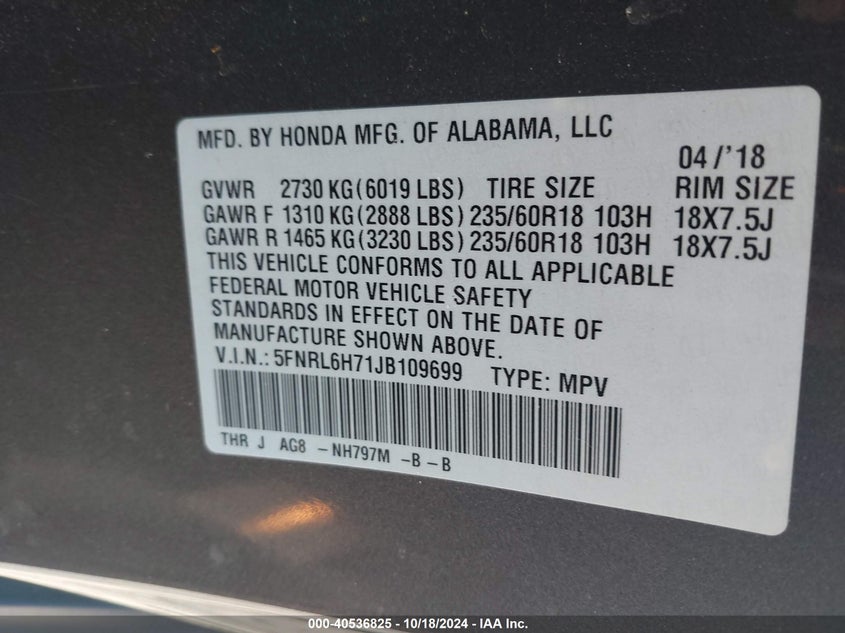 MFD. BY HONDA MFG. OF ALABAMA, LLC
04/'18
GVWR 2730 KG(6019 LBS) TIRE SIZE RIM SIZE
GAWR F 1310 KG(2888 LBS) 235/60R18 103H 18X7.5J
GAWR R 1465 KG(3230 LBS) 235/60R18 103H 18X7.5J
THIS VEHICLE CONFORMS TO ALL APPLICABLE
FEDERAL MOTOR VEHICLE SAFETY
STANDARDS IN EFFECT ON THE DATE OF
MANUFACTURE SHOWN ABOVE.
V.I.N.: 5FNRL6H71JB109699 TYPE: MPV
THR J AG8 - NH797M -B - B
000-40536825 - 10/18/2024 - IAA Inc.